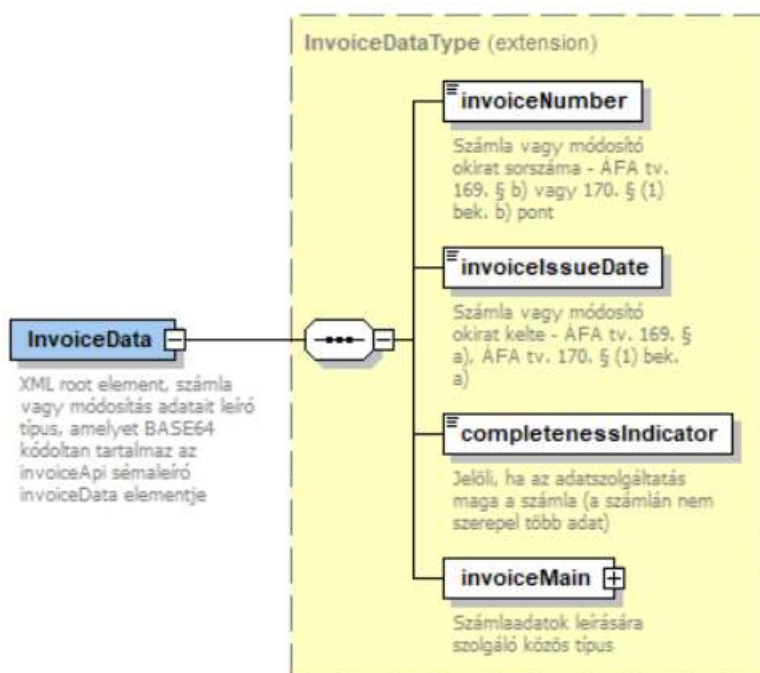 InvoiceDataType (extension)
invoiceNumber
Számla vagy módosító
okirat sorszáma - ÁFA tv.
169. § b) vagy 170. § (1)
bek. b) pont
invoiceIssueDate
Számla vagy módosító
okirat kelte - ÁFA tv. 169. §
a), ÁFA tv. 170. § (1) bek.
a)
InvoiceData
XML root element, számla
vagy módosítás adatait leíró
típus, amelyet BASE64
kódoltan tartalmaz az
invoiceApi sémaleíró
invoiceData elementje
completenessIndicator
Jelöli, ha az adatszolgáltatás
maga a számla (a számlán nem
szerepel több adat)
invoiceMain
Számlaadatok leírására
szolgáló közös típus